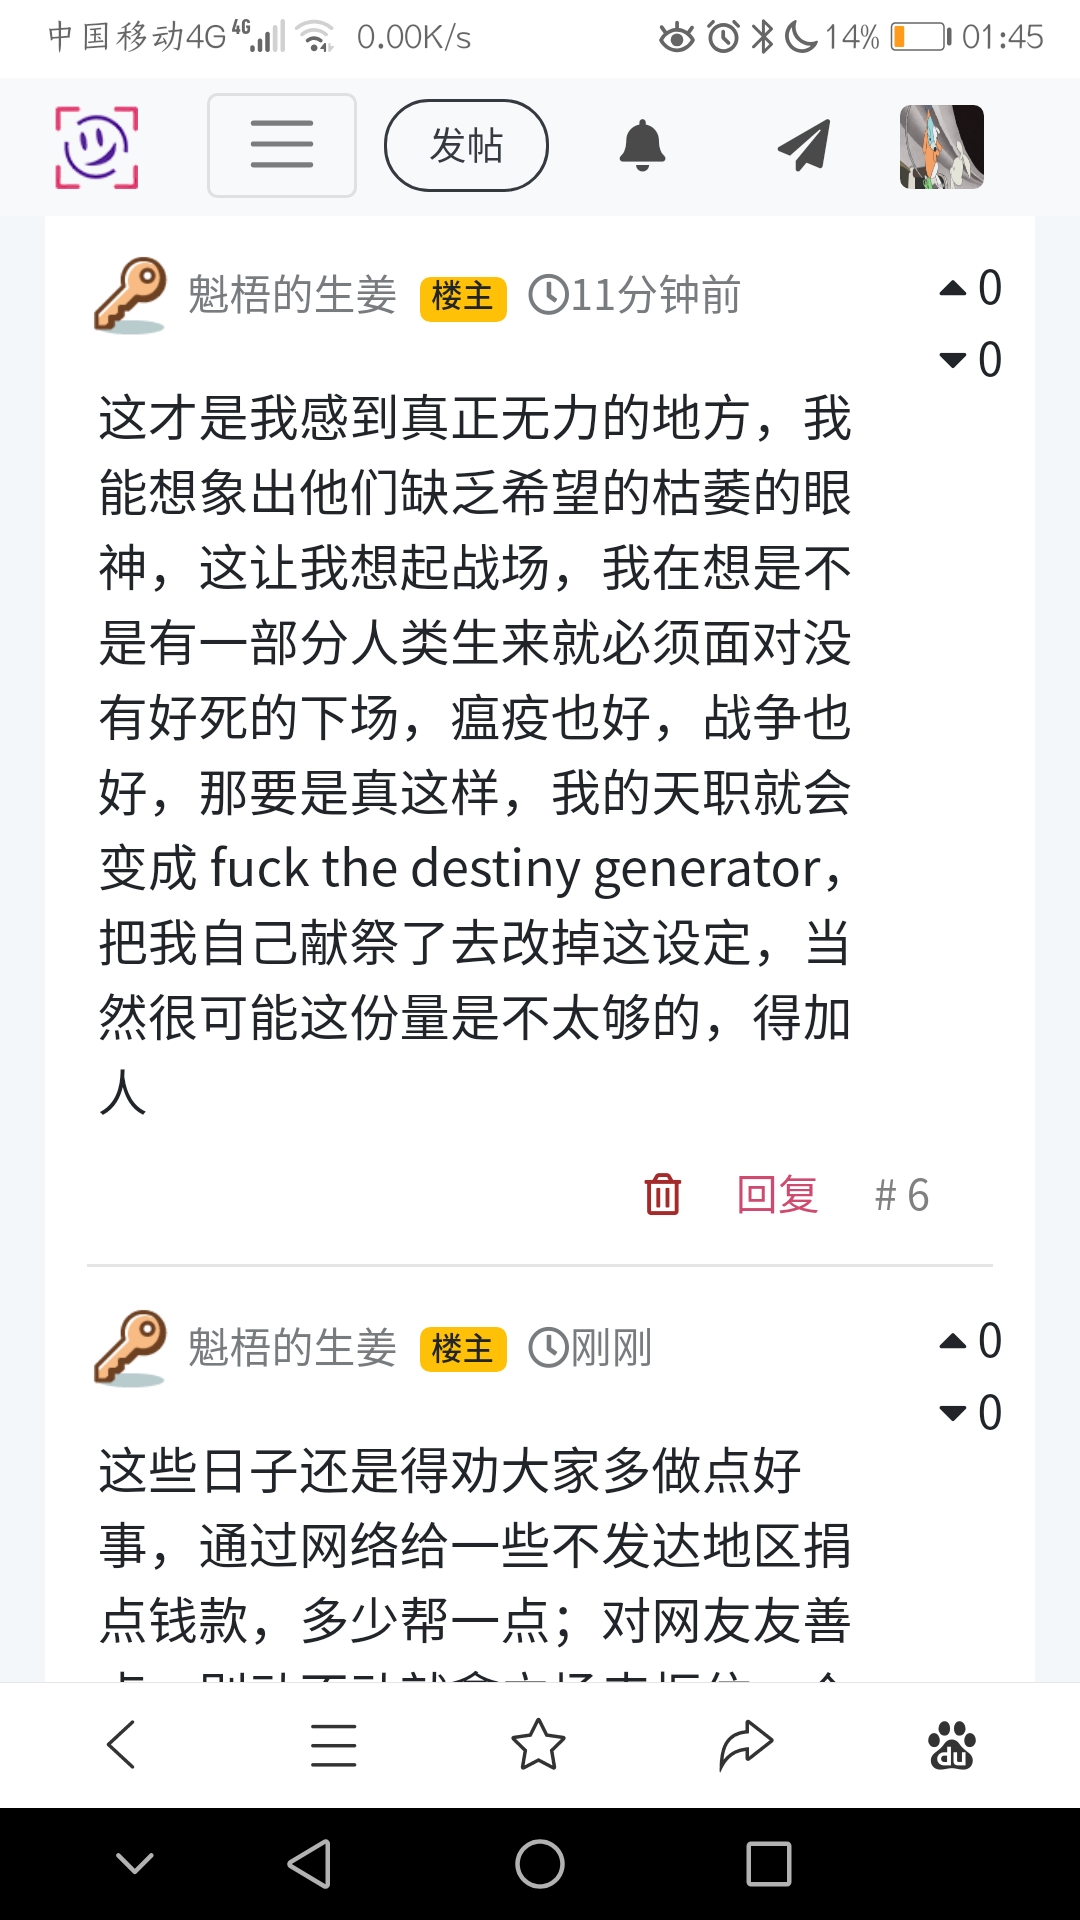 中国移动4G 4G 0.00K/s 14% 01:45
发帖
魁梧的生姜 楼主 11分钟前 0
0
这才是我感到真正无力的地方，我
能想象出他们缺乏希望的枯萎的眼
神，这让我想起战场，我在想是不
是有一部分人类生来就必须面对没
有好死的下场，瘟疫也好，战争也
好，那要是真这样，我的天职就会
变成 fuck the destiny generator，
把我自己献祭了去改掉这设定，当
然很可能这份量是不太够的，得加
人
回复 # 6
魁梧的生姜 楼主 刚刚 0
0
这些日子还是得劝大家多做点好
事，通过网络给一些不发达地区捐
点钱款，多少帮一点；对网友友善
du